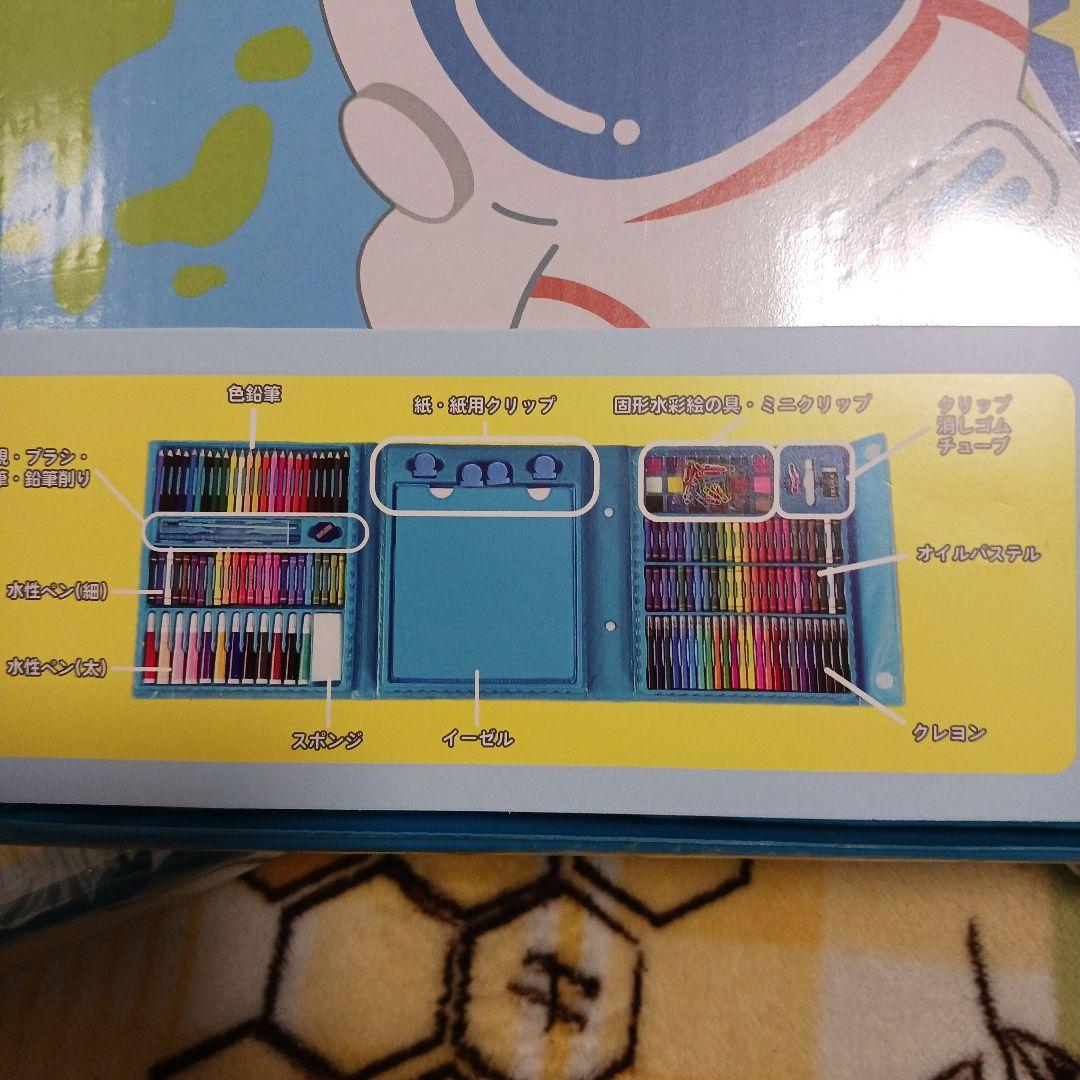 色鉛筆
紙・紙用クリップ
固形水彩絵の具・ミニクリップ
クリップ
消しゴム
チューブ
・ブラシ・
筆・鉛筆削り
オイルパステル
水性ペン(細)
水性ペン(太)
スポンジ
イーゼル
クレヨン